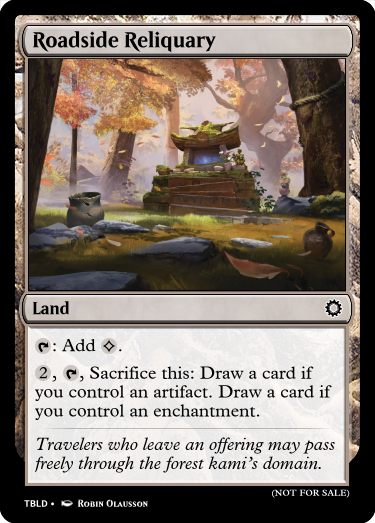 Roadside Reliquary
Land
: Add .
2, , Sacrifice this: Draw a card if
you control an artifact. Draw a card if
you control an enchantment.
Travelers who leave an offering may pass
freely through the forest kami's domain.
(NOT FOR SALE)
TBLD • Robin Olausson